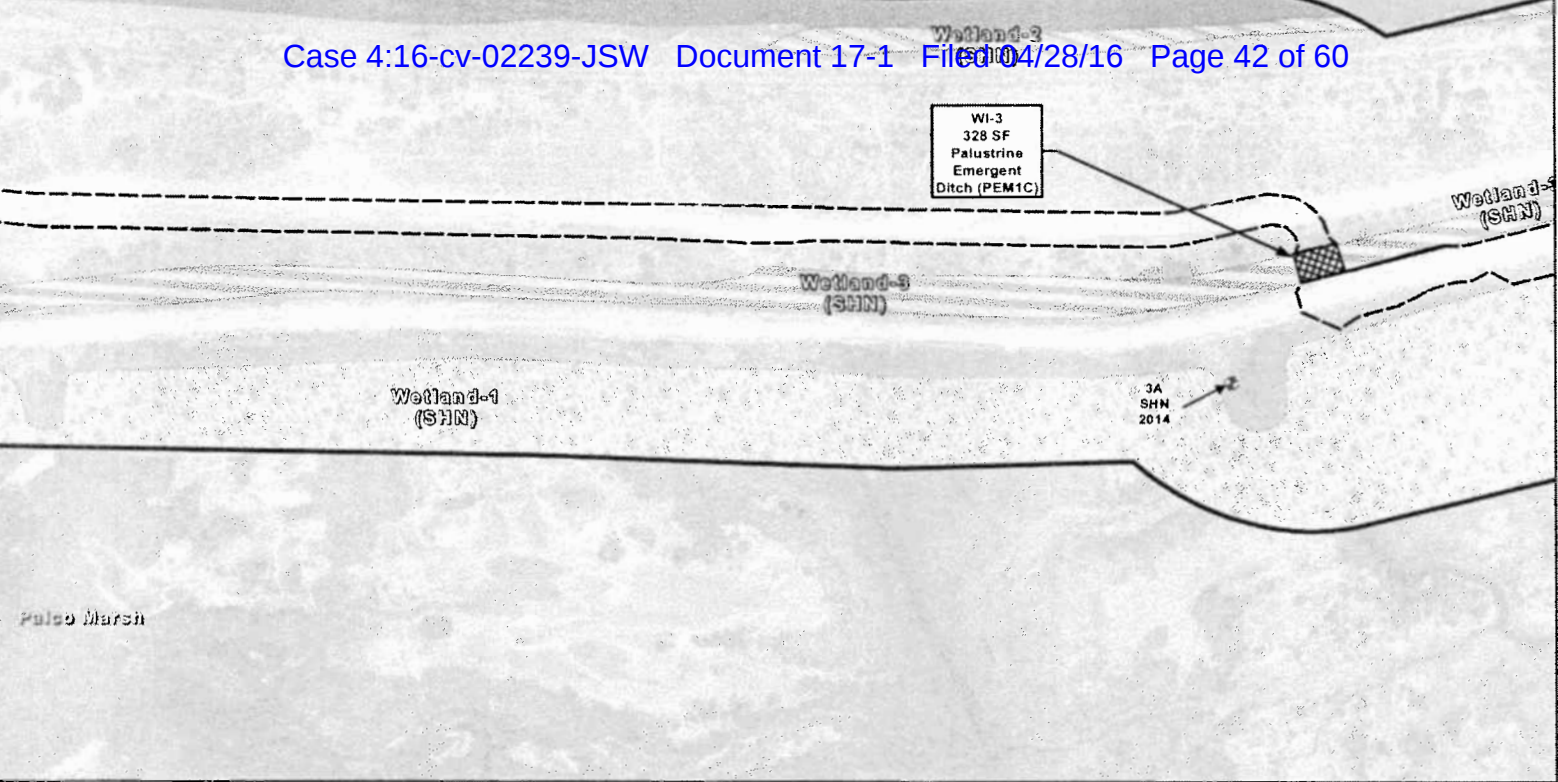 Wetland-2
(SHN)
Case 4:16-cv-02239-JSW Document 17-1 Filed 04/28/16 Page 42 of 60
WI-3
328 SF
Palustrine
Emergent
Ditch (PEM1C)
(SHN)
Wetland-3
(SHN)
Wetland-1
(SHN)
3A
SHN
2014
Palco Marsh